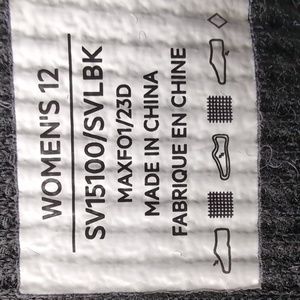 WOMEN'S 12
SV15100/SVLBK
MAXF01/23D
MADE IN CHINA
FABRIQUE EN CHINE